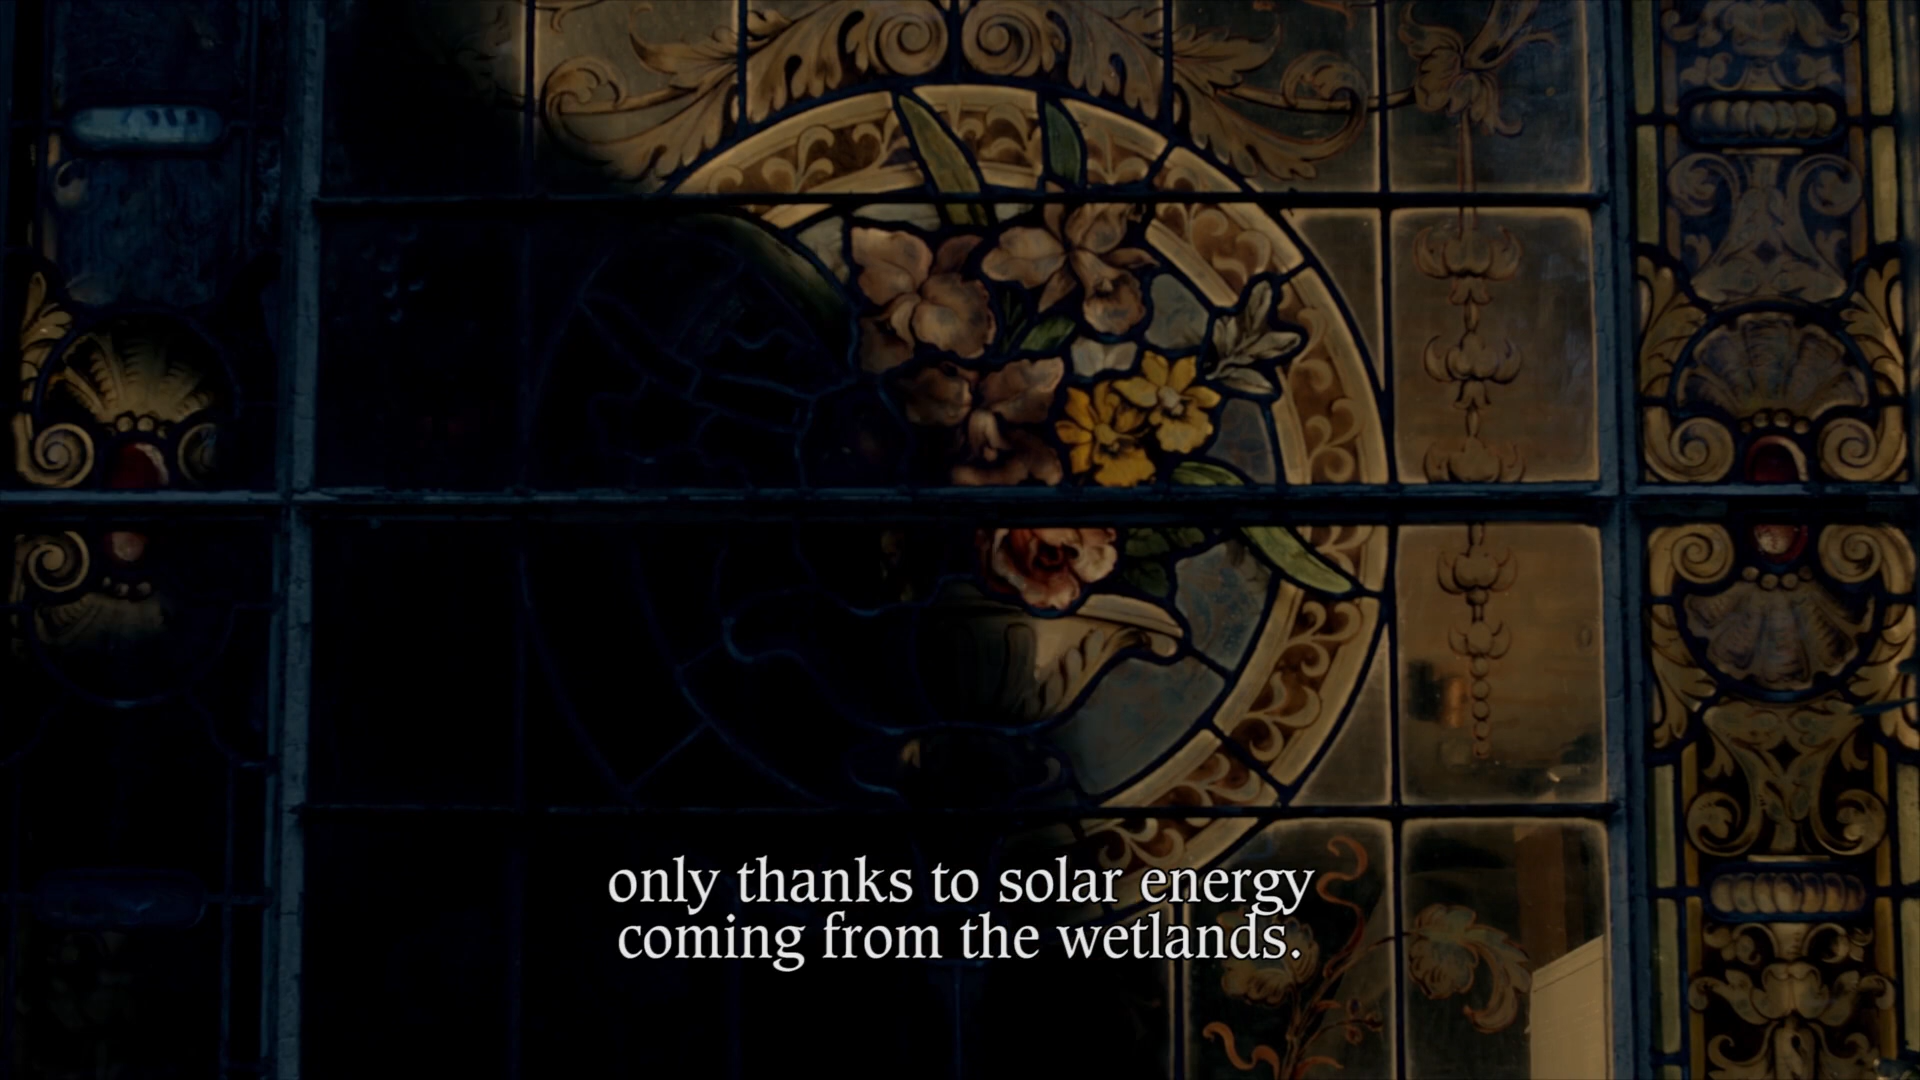 only thanks to solar energy
coming from the wetlands.